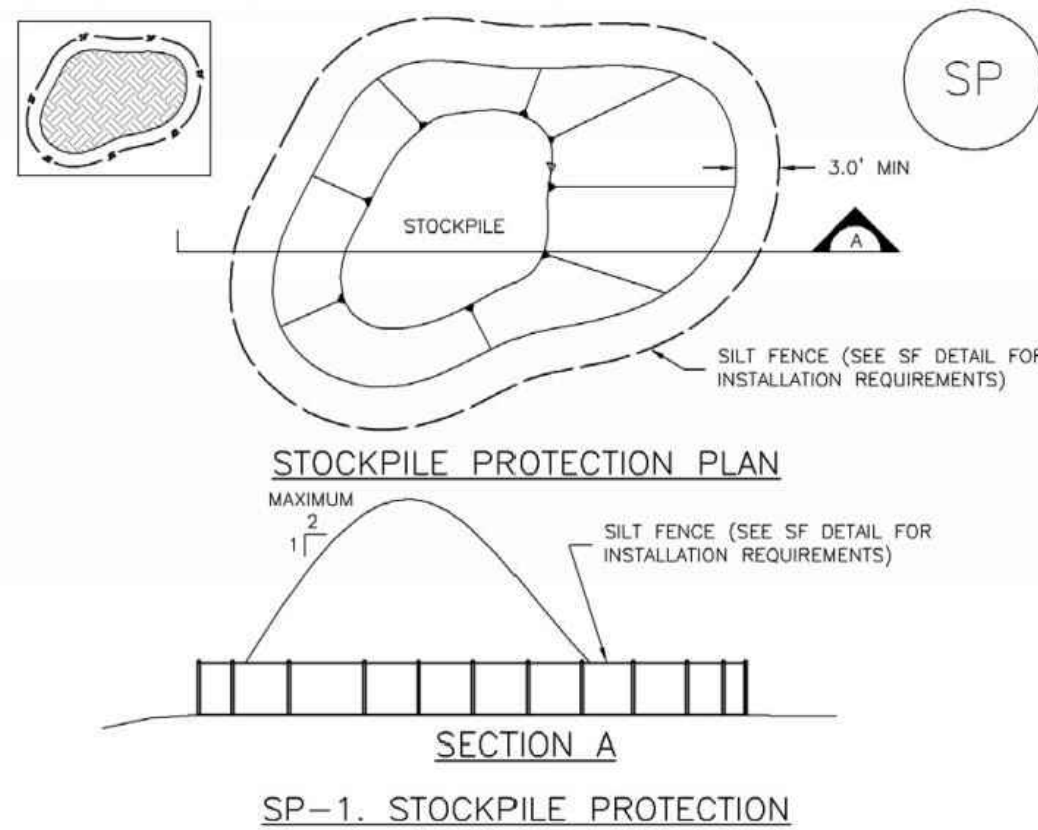 SP
3.0' MIN
STOCKPILE
A
SILT FENCE (SEE SF DETAIL FOR
INSTALLATION REQUIREMENTS)
STOCKPILE PROTECTION PLAN
MAXIMUM
2
1
SILT FENCE (SEE SF DETAIL FOR
INSTALLATION REQUIREMENTS)
SECTION A
SP-1. STOCKPILE PROTECTION